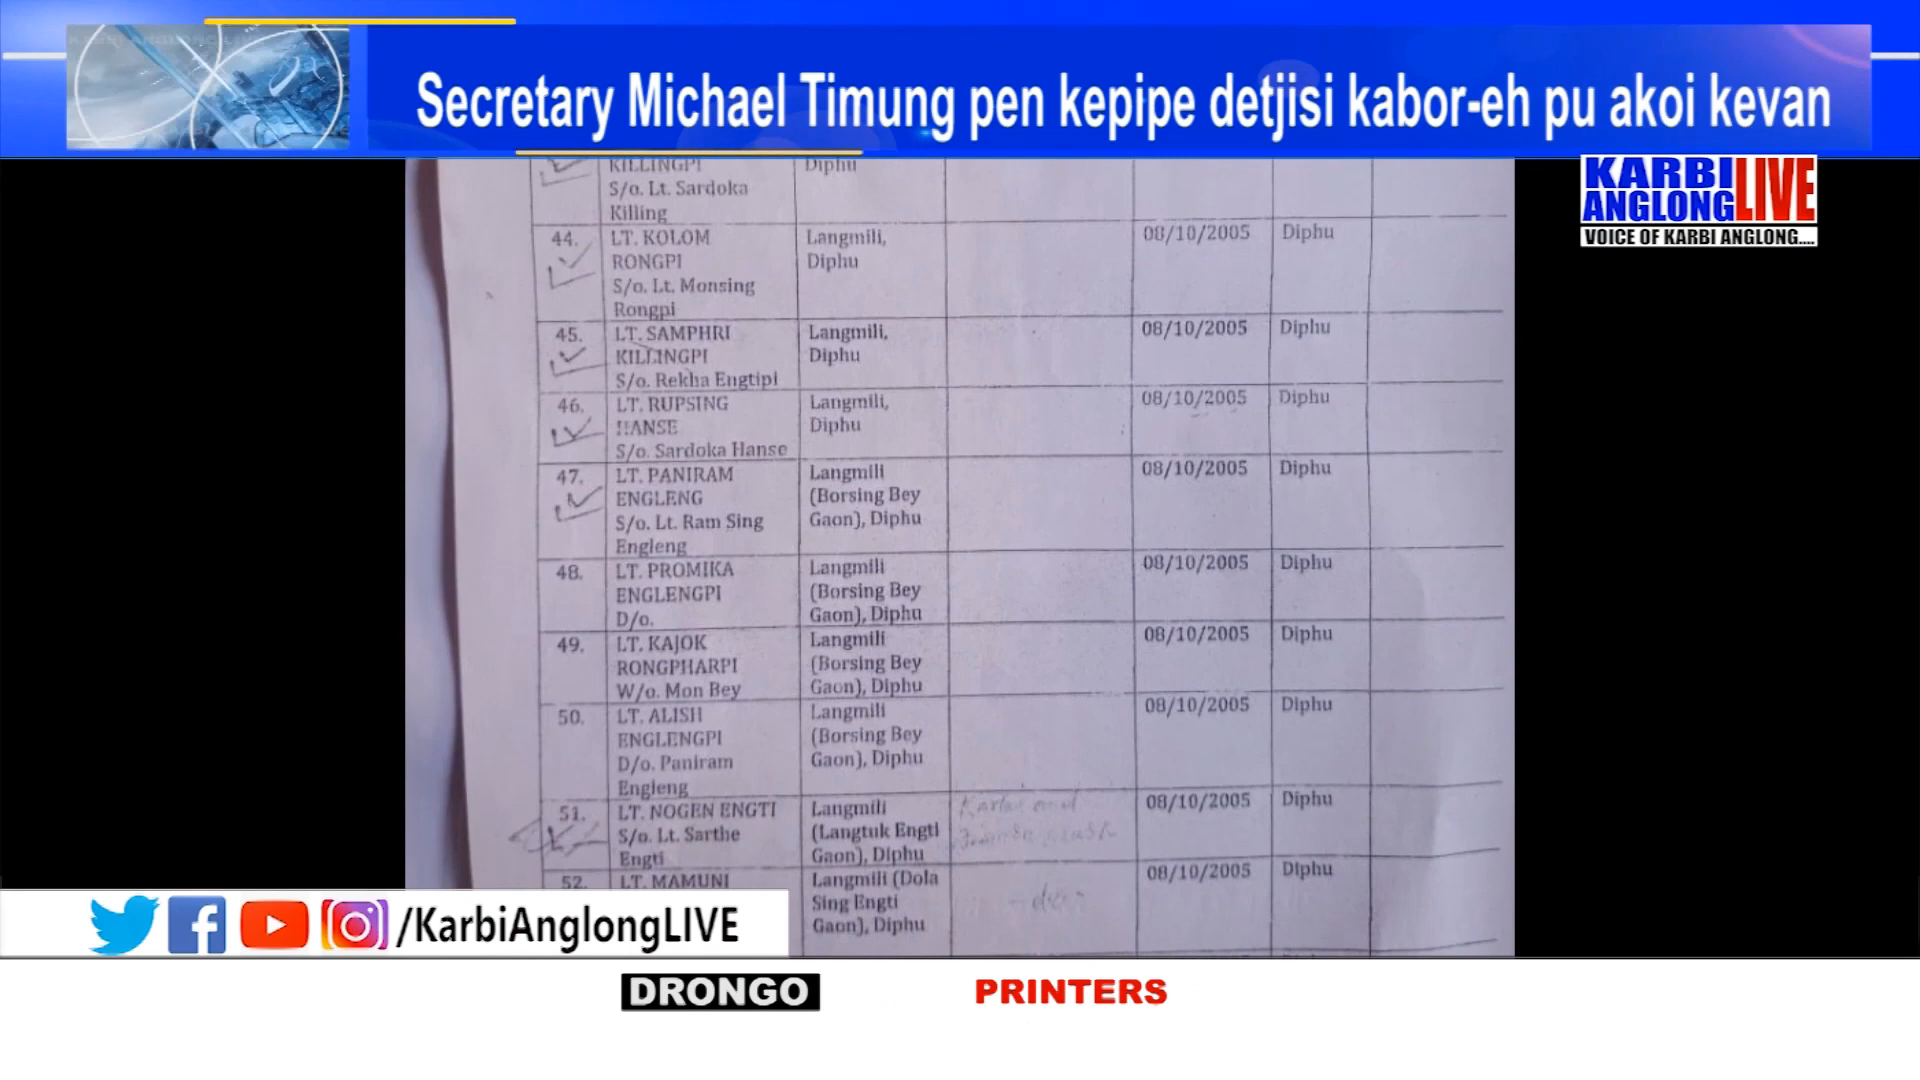 Secretary Michael Timung pen kepipe detjisi kabor-eh pu akoi kevan
KARBI
ANGLONG LIVE
VOICE OF KARBI ANGLONG....
KILLINGPI Diphu
S/o. Lt. Sardoka
Killing
44. LT. KOLOM Langmili, 08/10/2005 Diphu
RONGPI Diphu
S/o. Lt. Monsing
Rongpi
45. LT. SAMPHRI Langmili, 08/10/2005 Diphu
KILLINGPI Diphu
S/o. Rekha Engtipi
46. LT. RUPSING Langmili, 08/10/2005 Diphu
HANSE Diphu
S/o. Sardoka Hanse
47. LT. PANIRAM Langmili 08/10/2005 Diphu
ENGLENG (Borsing Bey
S/o. Lt. Ram Sing Gaon), Diphu
Engleng
48. LT. PROMIKA Langmili 08/10/2005 Diphu
ENGLENGPI (Borsing Bey
D/o. Gaon), Diphu
49. LT. KAJOK Langmili 08/10/2005 Diphu
RONGPHARPI (Borsing Bey
W/o. Mon Bey Gaon), Diphu
50. LT. ALISH Langmili 08/10/2005 Diphu
ENGLENGPI (Borsing Bey
D/o. Paniram Gaon), Diphu
Engleng
51. LT. NOGEN ENGTI Langmili 08/10/2005 Diphu
S/o. Lt. Sarthe (Langtuk Engti
Engti Gaon), Diphu
52. LT. MAMUNI Langmili (Dola 08/10/2005 Diphu
Sing Engti
Gaon), Diphu
/KarbiAnglongLIVE
DRONGO PRINTERS